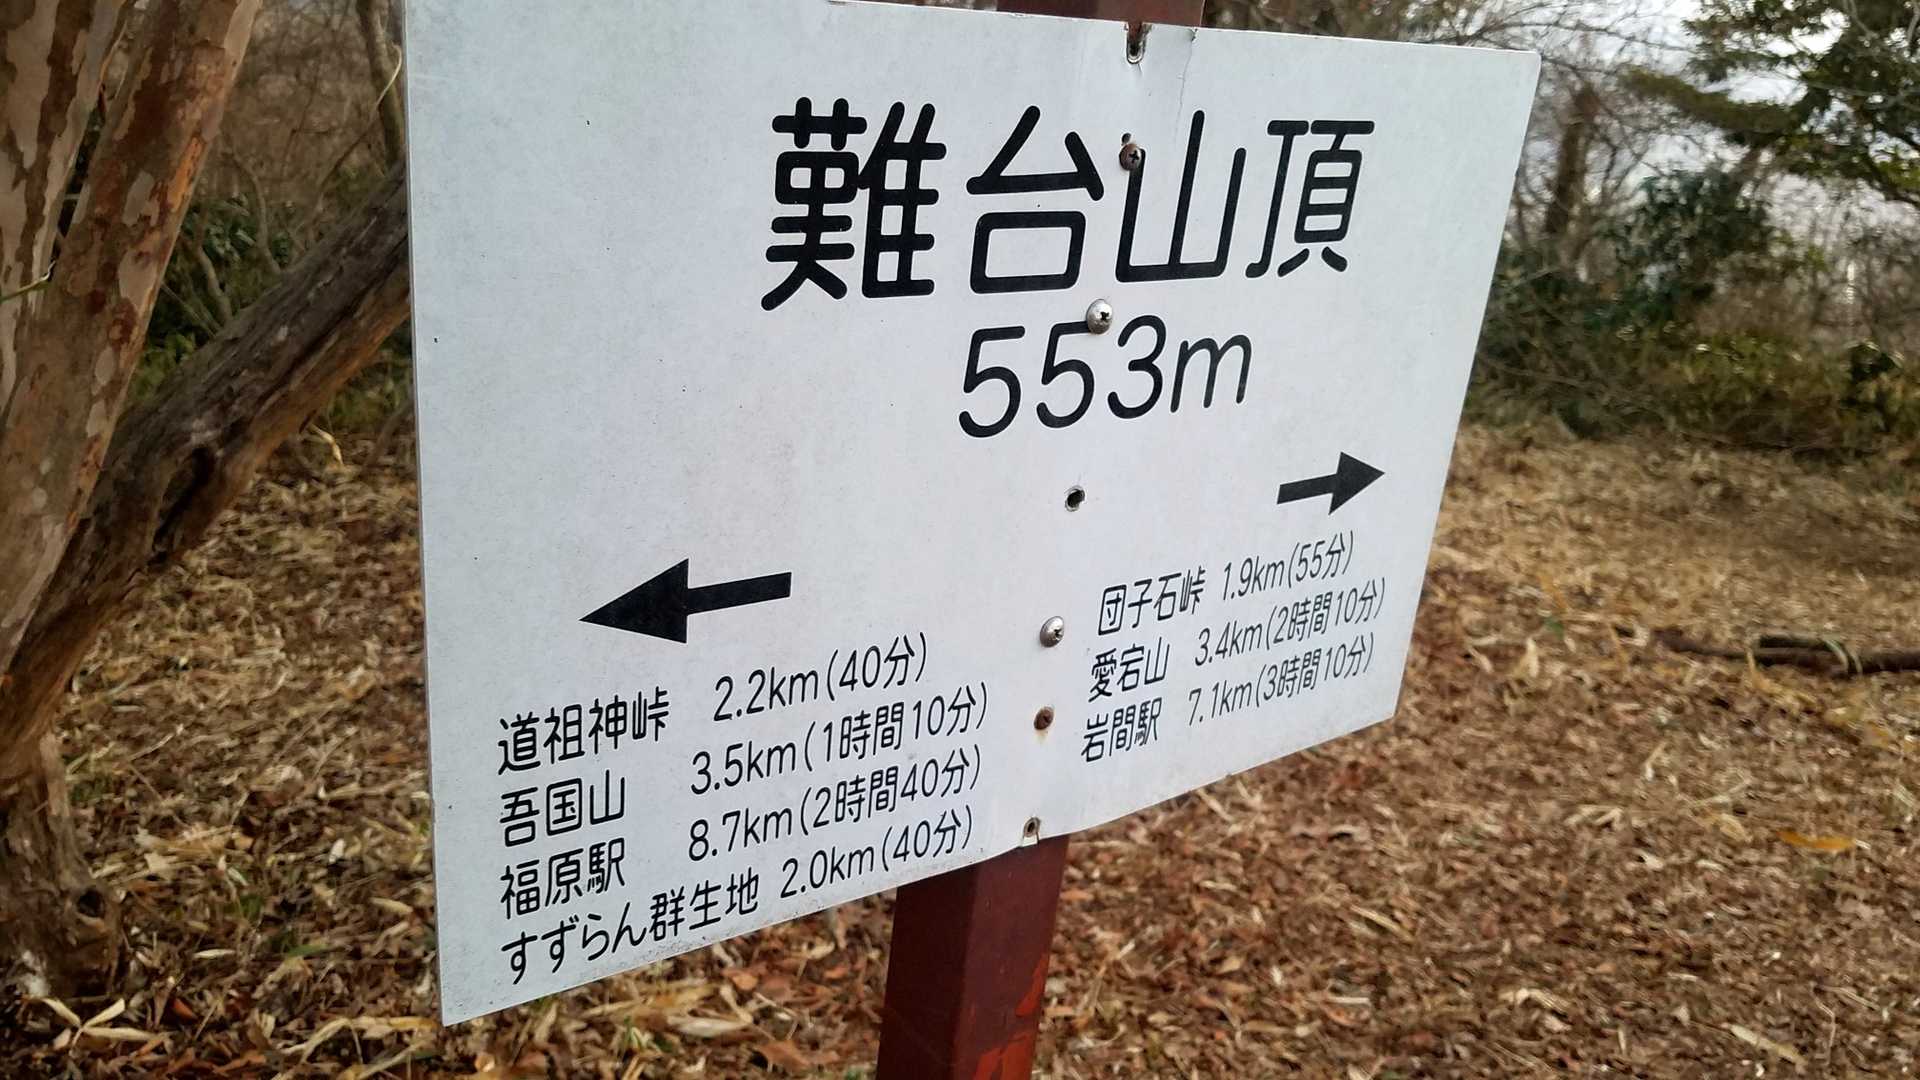 難台山頂
553m
道祖神峠 2.2km(40分)
吾国山 3.5km(1時間10分)
福原駅 8.7km(2時間40分)
すずらん群生地 2.0km(40分)
団子石峠 1.9km(55分)
愛宕山 3.4km(2時間10分)
岩間駅 7.1km(3時間10分)